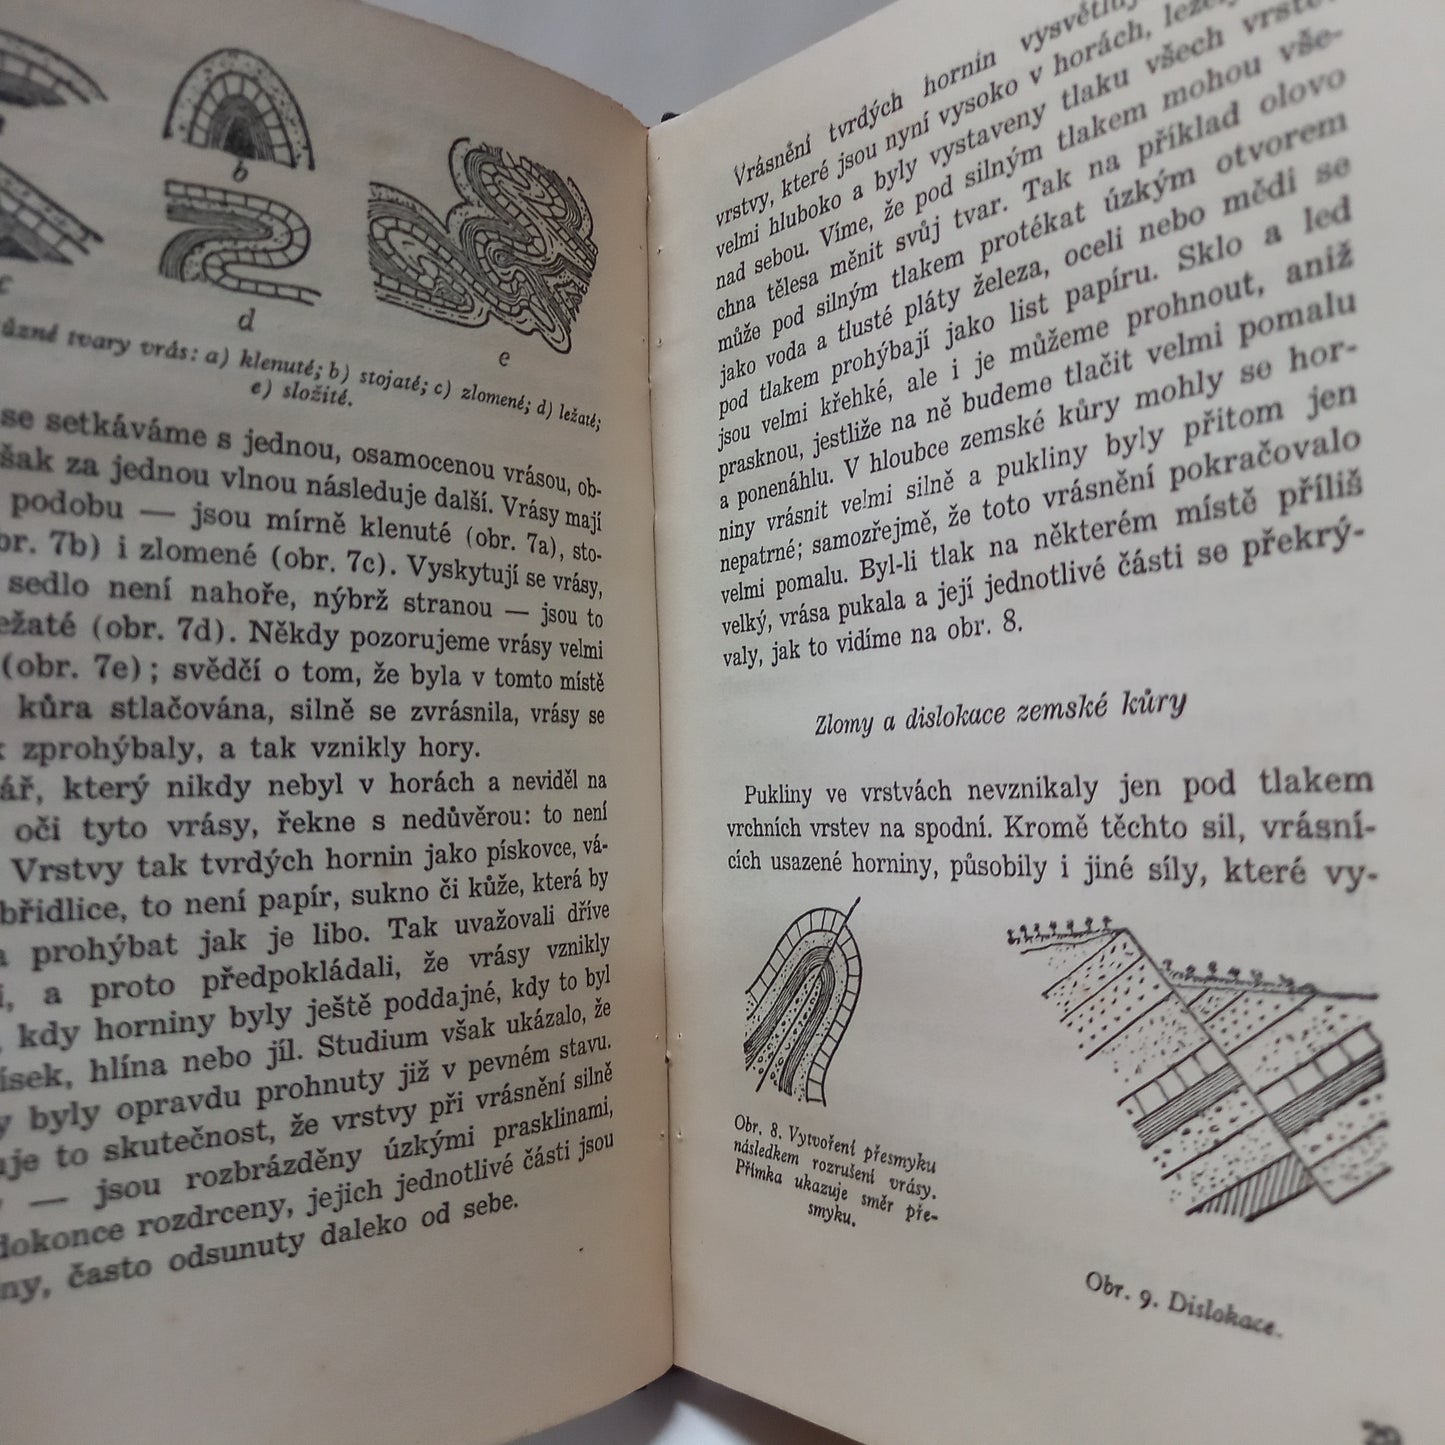 b
c
d
e
tvary vrás: a) klenuté; b) stojaté; c) zlomené; d) ležaté;
e) složité.
se setkáváme s jednou, osamocenou vrásou, ob-
šak za jednou vlnou následuje další. Vrásy mají
podobu — jsou mírně klenuté (obr. 7a), sto-
br. 7b) i zlomené (obr. 7c). Vyskytují se vrásy,
sedlo není nahoře, nýbrž stranou — jsou to
ežaté (obr. 7d). Někdy pozorujeme vrásy velmi
(obr. 7e); svědčí o tom, že byla v tomto místě
kůra stlačována, silně se zvrásnila, vrásy se
zprohýbaly, a tak vznikly hory.
ář, který nikdy nebyl v horách a neviděl na
oči tyto vrásy, řekne s nedůvěrou: to není
Vrstvy tak tvrdých hornin jako pískovce, vá-
břidlice, to není papír, sukno či kůže, která by
a prohýbat jak je libo. Tak uvažovali dříve
i, a proto předpokládali, že vrásy vznikly
, kdy horniny byly ještě poddajné, kdy to byl
ísek, hlína nebo jíl. Studium však ukázalo, že
y byly opravdu prohnuty již v pevném stavu.
uje to skutečnost, že vrstvy při vrásnění silně
— jsou rozbrázděny úzkými prasklinami,
dokonce rozdrceny, jejich jednotlivé části jsou
ny, často odsunuty daleko od sebe.
Vrásnění tvrdých hornin
vrstvy, které jsou nyní vysoko v horách, ležely
velmi hluboko a byly vystaveny tlaku všech vrstev
nad sebou. Víme, že pod silným tlakem mohou vše-
chna tělesa měnit svůj tvar. Tak na příklad olovo
může pod silným tlakem protékat úzkým otvorem
jako voda a tlusté pláty železa, oceli nebo mědi se
pod tlakem prohýbají jako list papíru. Sklo a led
jsou velmi křehké, ale i je můžeme prohnout, aniž
prasknou, jestliže na ně budeme tlačit velmi pomalu
a ponenáhlu. V hloubce zemské kůry mohly se hor-
niny vrásnit velmi silně a pukliny byly přitom jen
nepatrné; samozřejmě, že toto vrásnění pokračovalo
velmi pomalu. Byl-li tlak na některém místě příliš
velký, vrása pukala a její jednotlivé části se překrý-
valy, jak to vidíme na obr. 8.
Zlomy a dislokace zemské kůry
Pukliny ve vrstvách nevznikaly jen pod tlakem
vrchních vrstev na spodní. Kromě těchto sil, vrásní-
cích usazené horniny, působily i jiné síly, které vy-
Obr. 8. Vytvoření přesmyku
následkem rozrušení vrásy.
Přímka ukazuje směr pře-
smyku.
Obr. 9. Dislokace.